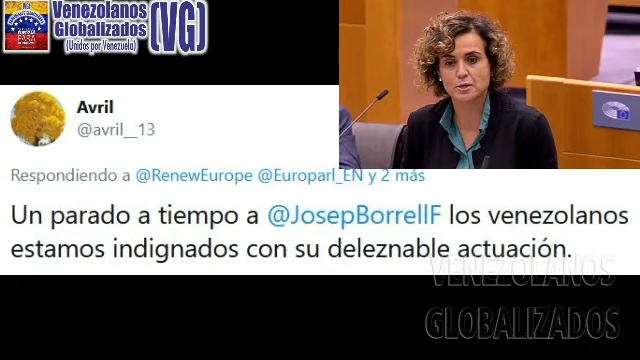 Venezolanos
Globalizados
(Unidos por Venezuela)
(VG)
Avril
@avril__13
Respondiendo a @RenewEurope @Europarl_EN y 2 más
Un parado a tiempo a @JosepBorrellF los venezolanos
estamos indignados con su deleznable actuación.
VENEZOLANOS
GLOBALIZADOS